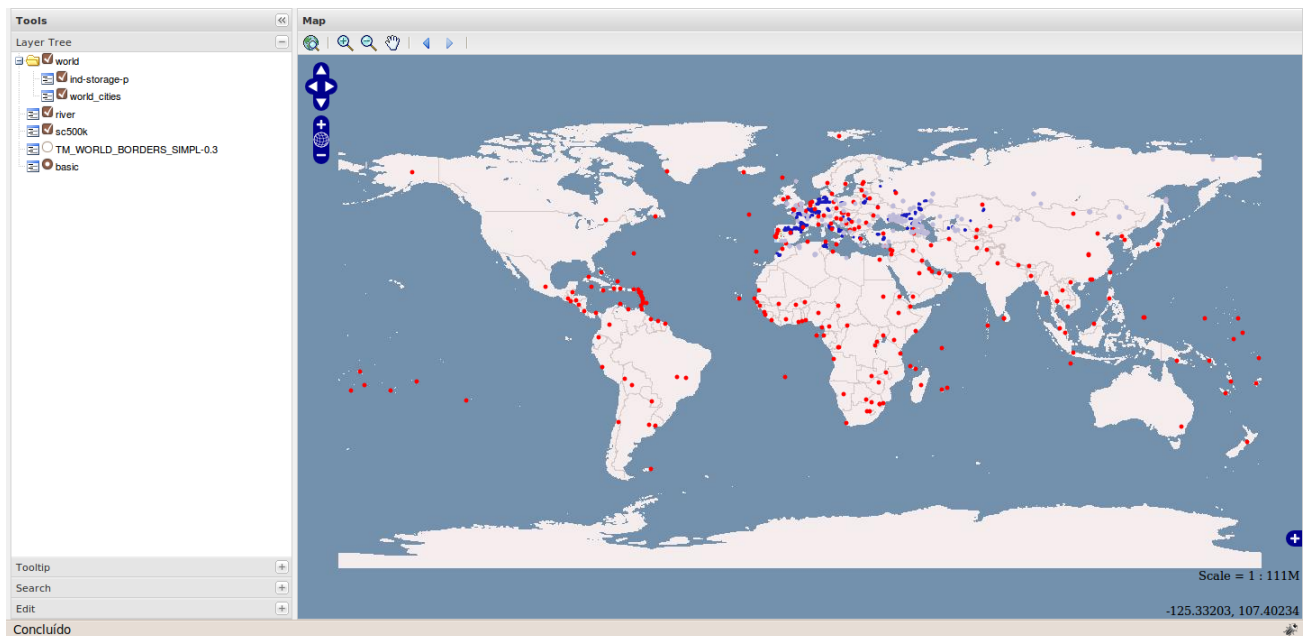 Tools
Map
Layer Tree
world
ind-storage-p
world_cities
river
sc500k
TM_WORLD_BORDERS_SIMPL-0.3
basic
Tooltip
Search
Edit
Scale = 1 : 111M
-125.33203, 107.40234
Concluído